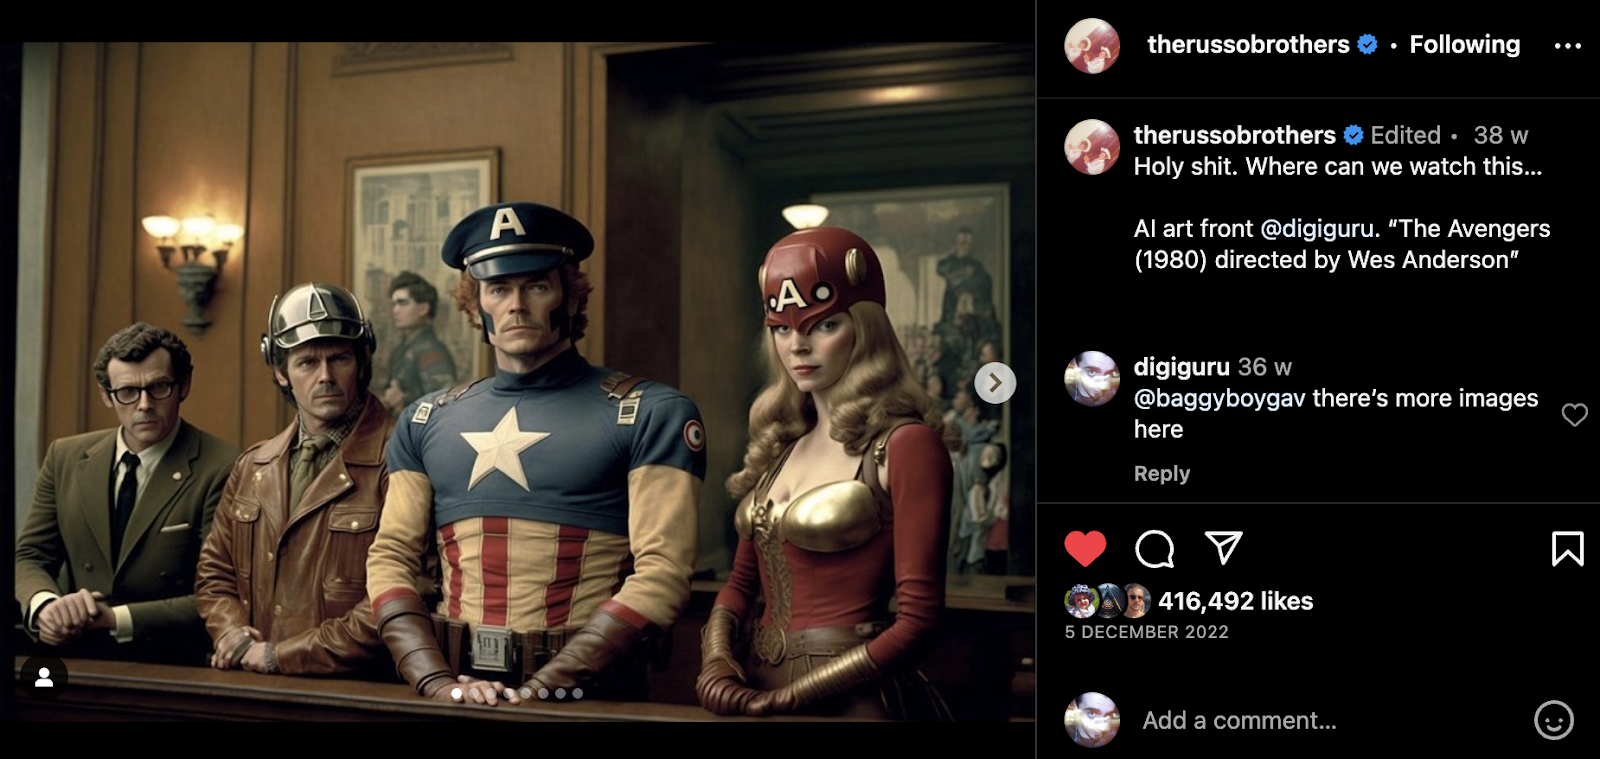 therussobrothers • Following
therussobrothers Edited • 38 w
Holy shit. Where can we watch this...
AI art front @digiguru. "The Avengers
(1980) directed by Wes Anderson"
digiguru 36 w
@baggyboygav there's more images
here
Reply
416,492 likes
5 DECEMBER 2022
Add a comment...
A
A